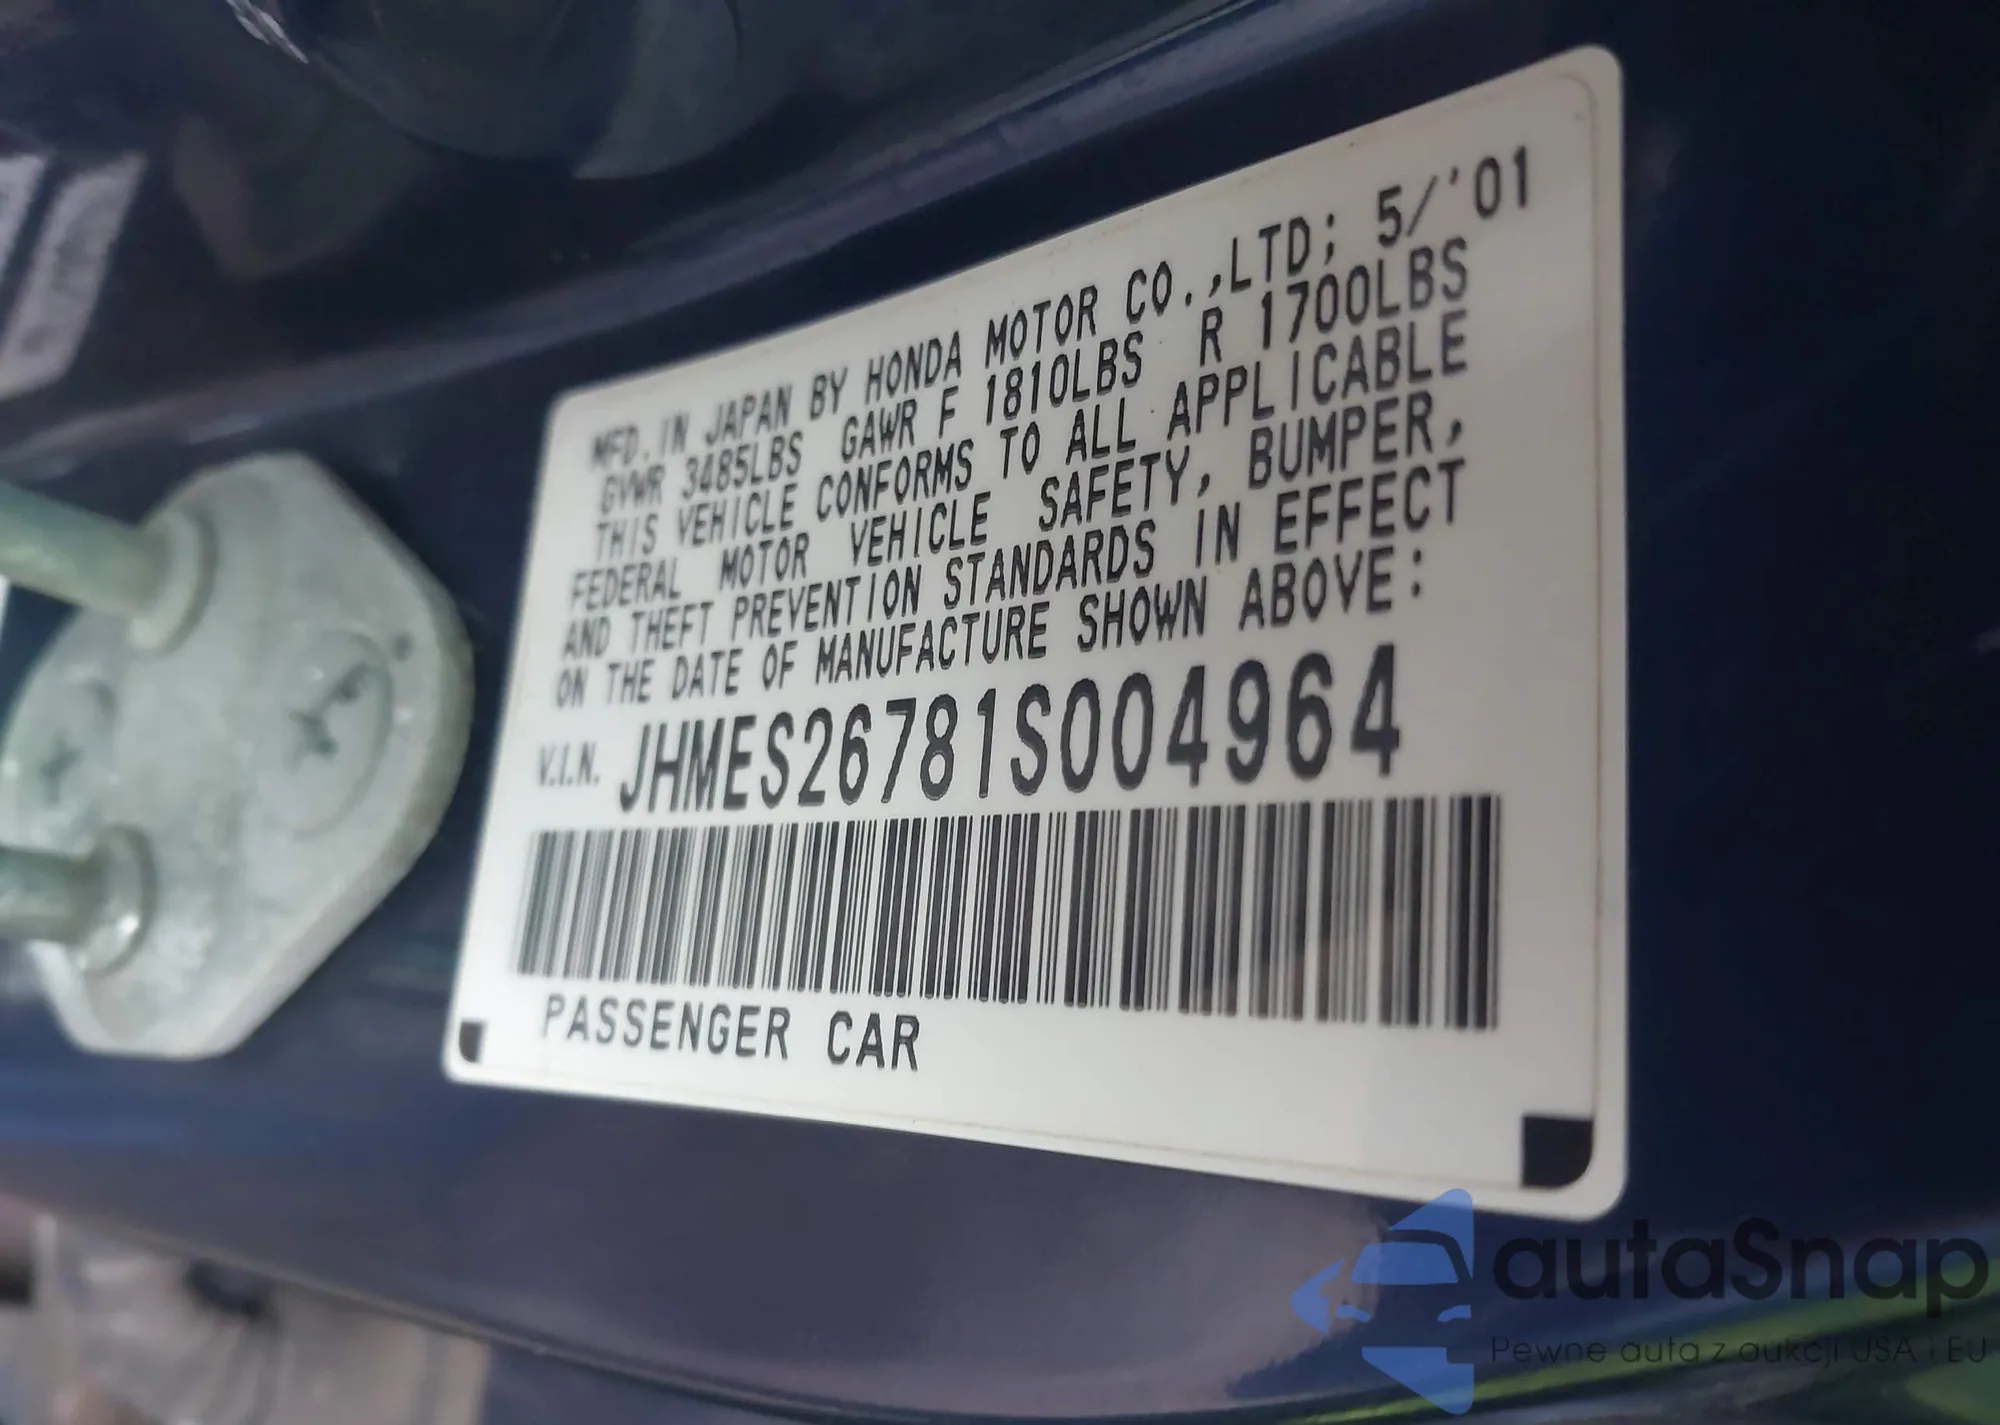 MFD. IN JAPAN BY HONDA MOTOR CO.,LTD; 5/'01
GVWR 3485LBS GAWR F 1810LBS R 1700LBS
THIS VEHICLE CONFORMS TO ALL APPLICABLE
FEDERAL MOTOR VEHICLE SAFETY, BUMPER,
AND THEFT PREVENTION STANDARDS IN EFFECT
ON THE DATE OF MANUFACTURE SHOWN ABOVE:
V.I.N. JHMES26781S004964
PASSENGER CAR
autaSnap
Pewne auta z aukcji USA i EU